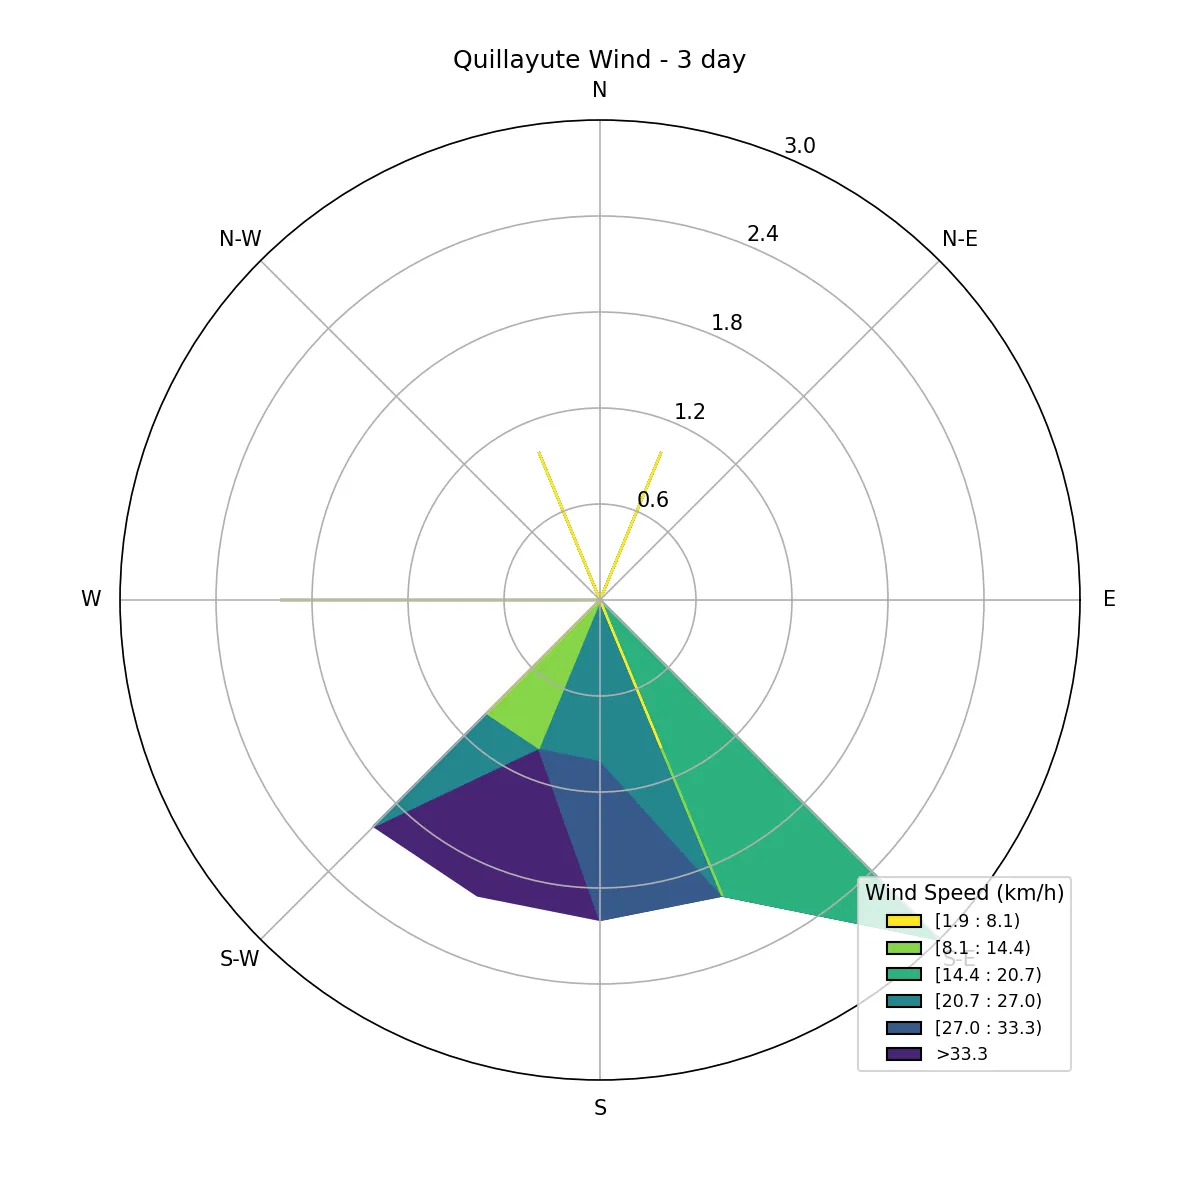 Quillayute Wind - 3 day
N
3.0
N-W
2.4
N-E
1.8
1.2
0.6
W
E
Wind Speed (km/h)
[1.9 : 8.1)
[8.1 : 14.4)
S-W
S-E
[14.4 : 20.7)
[20.7 : 27.0)
[27.0 : 33.3)
>33.3
S